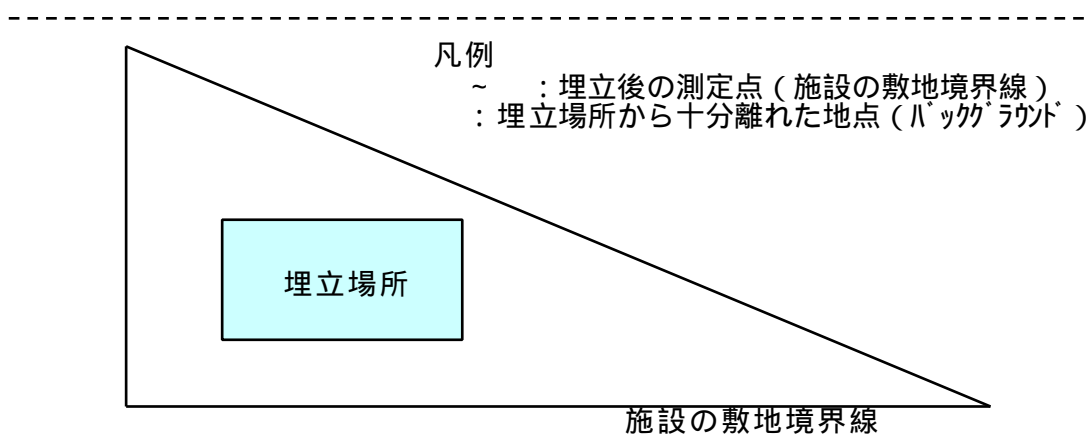 凡例
~ :埋立後の測定点(施設の敷地境界線)
:埋立場所から十分離れた地点(ﾊﾞｯｸｸﾞﾗｳﾝﾄﾞ)
埋立場所
施設の敷地境界線